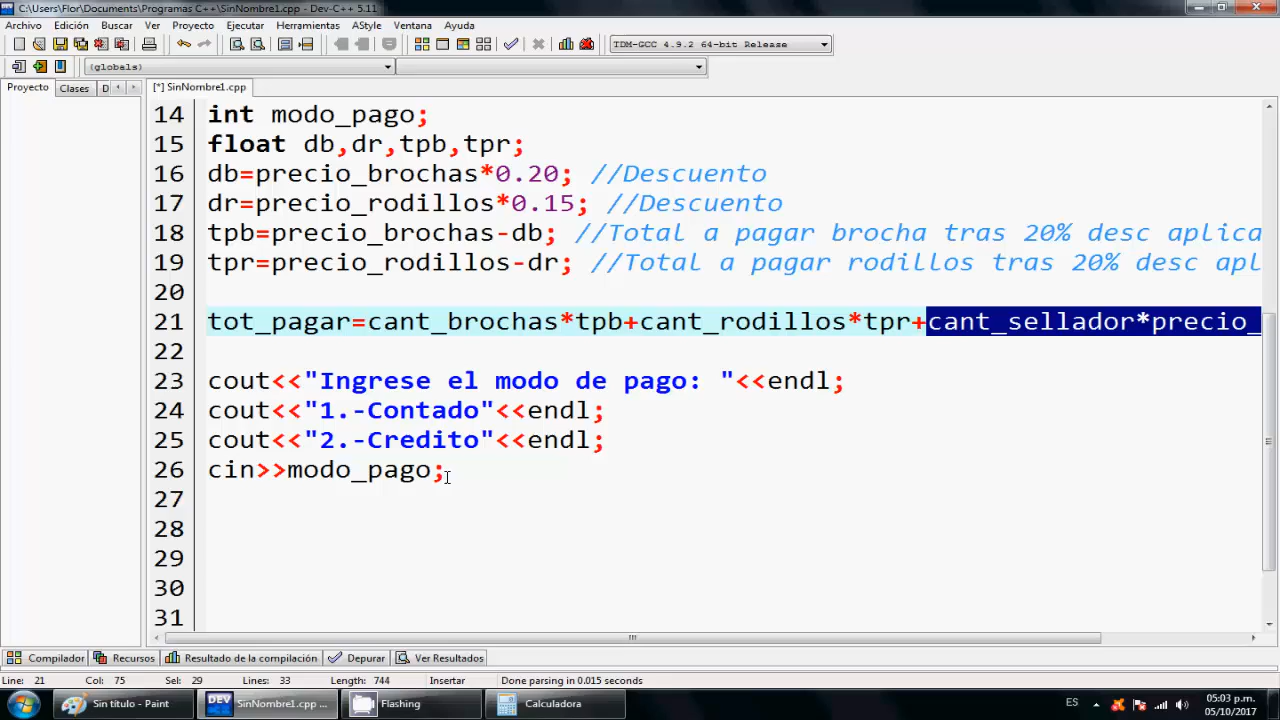 C:\Users\Flor\Documents\Programas C++\SinNombre1.cpp - Dev-C++ 5.11
Archivo Edición Buscar Ver Proyecto Ejecutar Herramientas AStyle Ventana Ayuda
TDM-GCC 4.9.2 64-bit Release
(globals)
Proyecto Clases D [*] SinNombre1.cpp
14 int modo_pago;
15 float db,dr,tpb,tpr;
16 db=precio_brochas*0.20; //Descuento
17 dr=precio_rodillos*0.15; //Descuento
18 tpb=precio_brochas-db; //Total a pagar brocha tras 20% desc aplica
19 tpr=precio_rodillos-dr; //Total a pagar rodillos tras 20% desc apl
20
21 tot_pagar=cant_brochas*tpb+cant_rodillos*tpr+cant_sellador*precio_
22
23 cout<<"Ingrese el modo de pago: "<<endl;
24 cout<<"1.-Contado"<<endl;
25 cout<<"2.-Credito"<<endl;
26 cin>>modo_pago;
27
28
29
30
31
Compilador Recursos Resultado de la compilación Depurar Ver Resultados
Line: 21 Col: 75 Sel: 29 Lines: 33 Length: 744 Insertar Done parsing in 0.015 seconds
Sin título - Paint DEV SinNombre1.cpp ... Flashing Calculadora ES 05:03 p.m.
05/10/2017